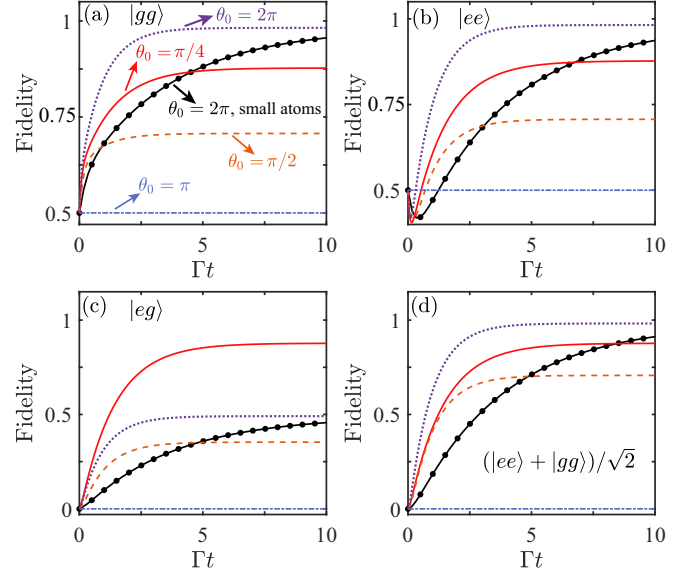 (a) |gg⟩
θ₀ = 2π
θ₀ = π/4
θ₀ = 2π, small atoms
θ₀ = π/2
θ₀ = π
Fidelity
1
0.75
0.5
0 5 10
Γt
(b) |ee⟩
Fidelity
1
0.75
0.5
0 5 10
Γt
(c) |eg⟩
Fidelity
1
0.5
0
0 5 10
Γt
(d)
(|ee⟩ + |gg⟩)/√2
Fidelity
1
0.5
0
0 5 10
Γt